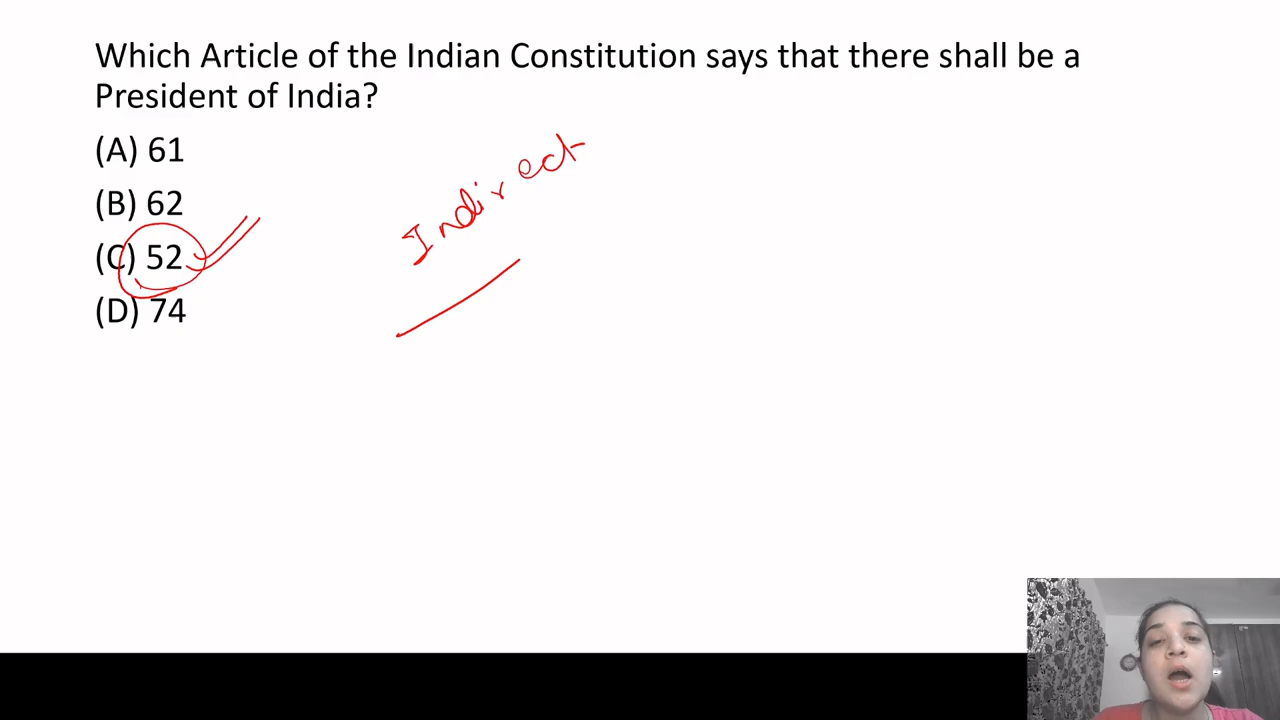 Which Article of the Indian Constitution says that there shall be a
President of India?
(A) 61
(B) 62
(C) 52
(D) 74
Indirect